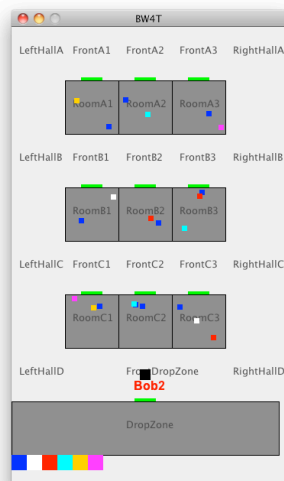 BW4T
LeftHallA FrontA1 FrontA2 FrontA3 RightHallA
RoomA1 RoomA2 RoomA3
LeftHallB FrontB1 FrontB2 FrontB3 RightHallB
RoomB1 RoomB2 RoomB3
LeftHallC FrontC1 FrontC2 FrontC3 RightHallC
RoomC1 RoomC2 RoomC3
LeftHallD FrontDropZone RightHallD
Bob2
DropZone